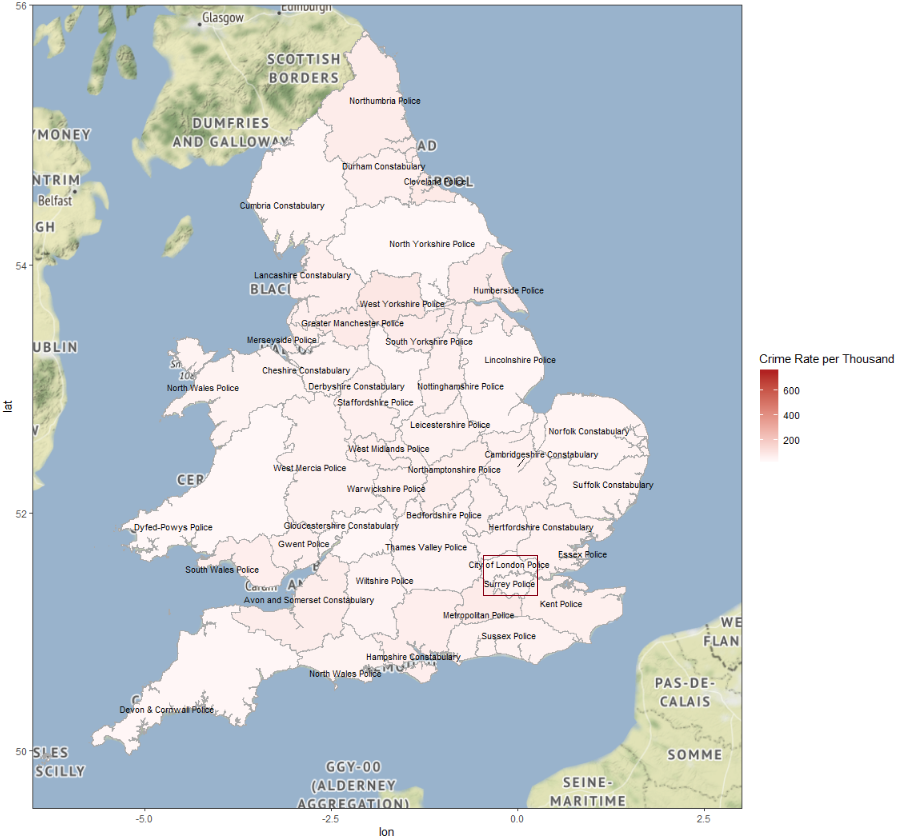 Edinburgh
Glasgow
SCOTTISH
BORDERS
Northumbria Police
DUMFRIES
AND GALLOWAY
YMONEY
AD
Durham Constabulary
NTRIM
Cleveland Police
POOL
Belfast
Cumbria Constabulary
GH
North Yorkshire Police
Lancashire Constabulary
BLAC
Humberside Police
West Yorkshire Police
Greater Manchester Police
Merseyside Police
South Yorkshire Police
UBLIN
Lincolnshire Police
Sn
Cheshire Constabulary
North Wales Police
Derbyshire Constabulary
Nottinghamshire Police
Staffordshire Police
Leicestershire Police
Norfolk Constabulary
W
West Midlands Police
Cambridgeshire Constabulary
West Mercia Police
Northamptonshire Police
CER
Warwickshire Police
Suffolk Constabulary
Bedfordshire Police
Dyfed-Powys Police
Gloucestershire Constabulary
Hertfordshire Constabulary
Gwent Police
Thames Valley Police
Essex Police
South Wales Police
City of London Police
Wiltshire Police
Surrey Police
Avon and Somerset Constabulary
Kent Police
Metropolitan Police
WE
FLAN
Sussex Police
Hampshire Constabulary
North Wales Police
PAS-DE-
CALAIS
Devon & Cornwall Police
SLES
SCILLY
SOMME
GGY-00
(ALDERNEY
AGGREGATION)
SEINE-
MARITIME
56
54
52
50
lat
-5.0
-2.5
0.0
2.5
lon
Crime Rate per Thousand
600
400
200